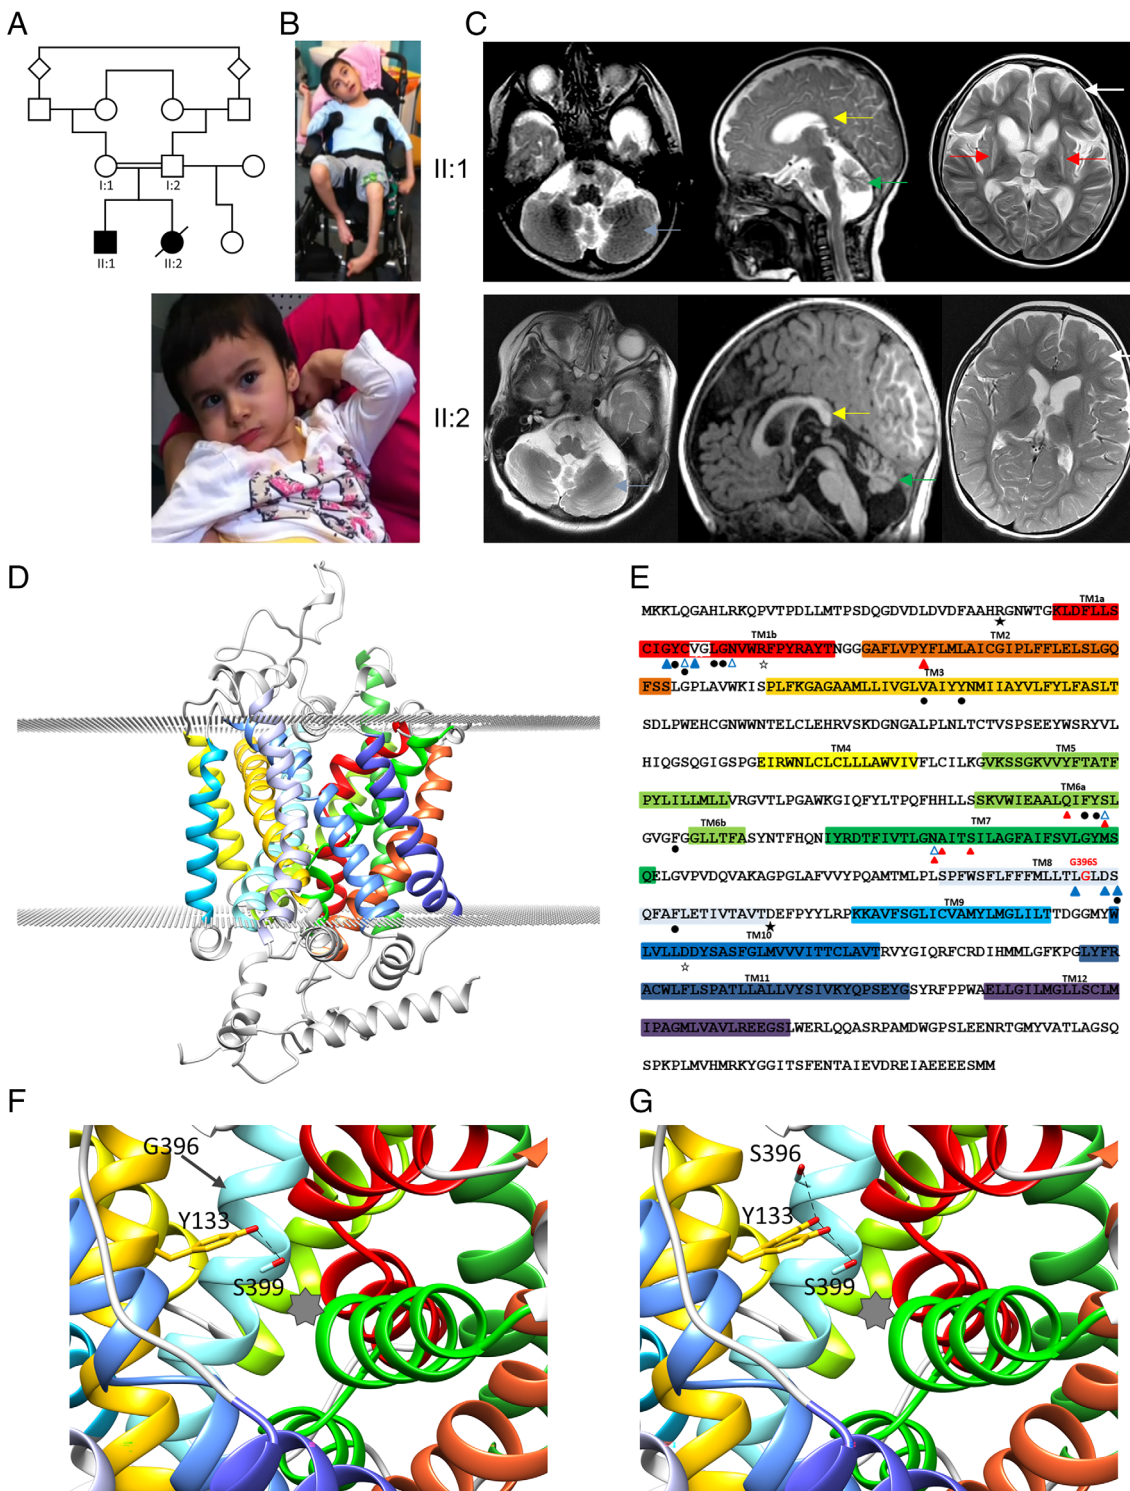 A
B
C
I:1
I:2
II:1
II:2
II:1
II:2
D
E
TM1a
MKKLQGAHLRKQPVTPDLLMTPSDQGDVDLDVDFAAHRGNWTGKLDFLLS
TM1b
TM2
CIGYCVGLGNVWRFPYRAYTNGGGAFLVPYFLMLAICGIPLFFLELSLGQ
TM3
FSSLGPLAVWKISPLFKGAGAAMLLIVGLVAIYYNMIIAYVLFYLFASLT
SDLPWEHCGNWWNTELCLEHRVSKDGNGALPLNLTCTVSPSEEYWSRYVL
TM4
TM5
HIQGSQGIGSPGEIRWNLCLCLLLAWVIVFLCILKGVKSSGKVVYFTATF
TM6a
PYLILLMLLVRGVTLPGAWKGIQFYLTPQFHHLLSSKVWIEAALQIFYSL
TM6b
TM7
GVGFGGLLTFASYNTFHQNIYRDTFIVTLGNAITSILAGFAIFSVLGYMS
TM8
G396S
QELGVPVDQVAKAGPGLAFVVYPQAMTMLPLSPFWSFLFFFMLLTLGLDS
TM9
QFAFLETIVTAVTDEFPYYLRPKKAVFSGLICVAMYLMGLILTTDGGMYW
TM10
LVLLDDYSASFGLMVVVITTCLAVTRVYGIQRFCRDIHMMLGFKPGLYFR
TM11
TM12
ACWLFLSPATLLALLVYSIVKYQPSEYGSYRFPPWAELLGILMGLLSCLM
IPAGMLVAVLREEGSLWERLQQASRPAMDWGPSLEENRTGMYVATLAGSQ
SPKPLMVHMRKYGGITSFENTAIEVDREIAEEEESMM
F
G
G396
Y133
S399
S396
Y133
S399